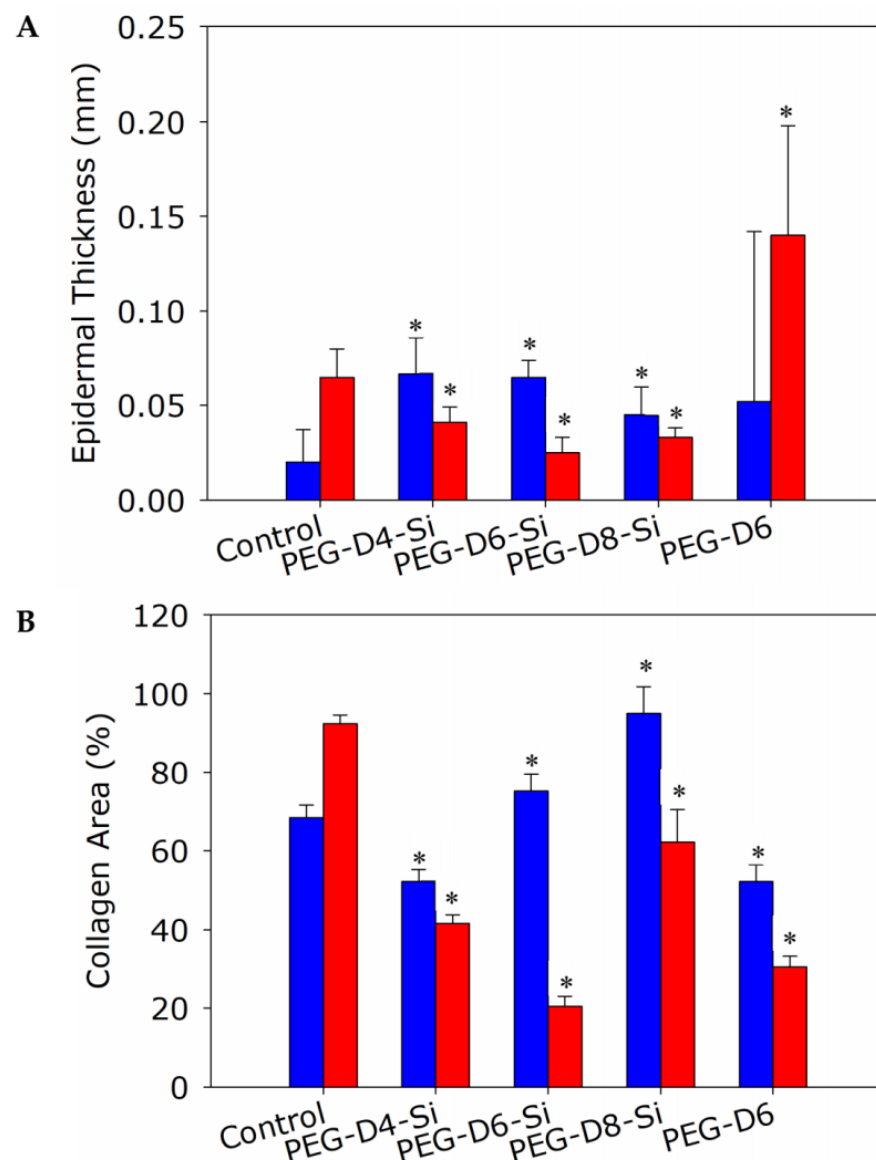 A
Epidermal Thickness (mm)
0.25
0.20
0.15
0.10
0.05
0.00
*
*
*
*
*
*
*
Control
PEG-D4-Si
PEG-D6-Si
PEG-D8-Si
PEG-D6
B
Collagen Area (%)
120
100
80
60
40
20
0
*
*
*
*
*
*
*
*
Control
PEG-D4-Si
PEG-D6-Si
PEG-D8-Si
PEG-D6